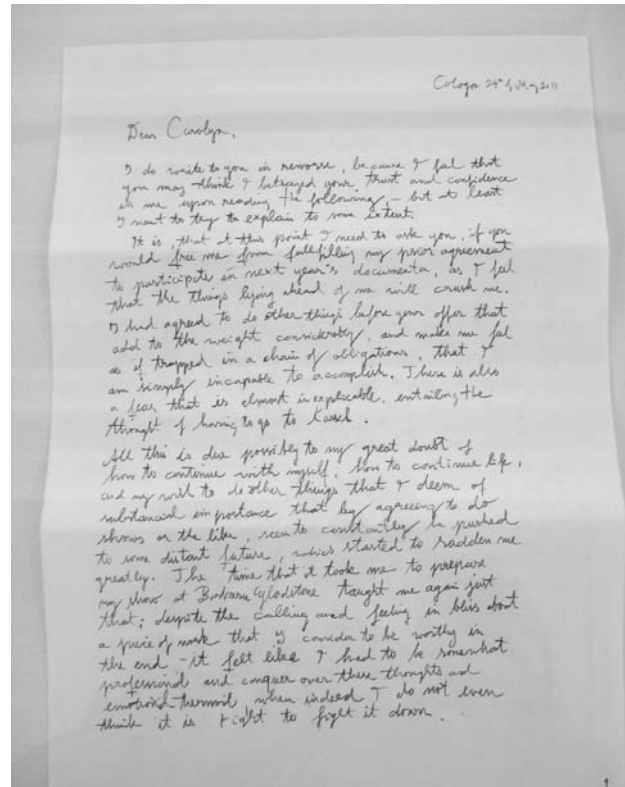 Cologne 24th of May 2011
Dear Carolyn,
I do write to you in remorse, because I feel that
you may think I betrayed your trust and confidence
in me upon reading the following, - but at least
I want to try to explain to some extent.
It is, that at this point I need to ask you, if you
would free me from fullfilling my prior agreement
to participate in next year's documenta, as I feel
that the things lying ahead of me will crush me.
I had agreed to do other things before your offer that
add to the weight considerably, and make me feel
as if trapped in a chain of obligations, that I
am simply incapable to accomplish. There is also
a fear that is almost inexplicable, entailing the
thought of having to go to Kassel.
All this is due possibly to my great doubt of
how to continue with myself, how to continue life,
and my wish to do other things that I deem of
substancial importance that by agreeing to do
shows or the like, seem to constantly be pushed
to some distant future, which started to sadden me
greatly. The time that it took me to prepare
my show at Barbara Gladstone taught me again just
that; despite the calling and feeling in bliss about
a piece of work that I consider to be worthy in
the end - it felt like I had to be somewhat
professional and conquer over these thoughts and
emotional thermoil, when indeed I do not even
think it is right to fight it down.
1